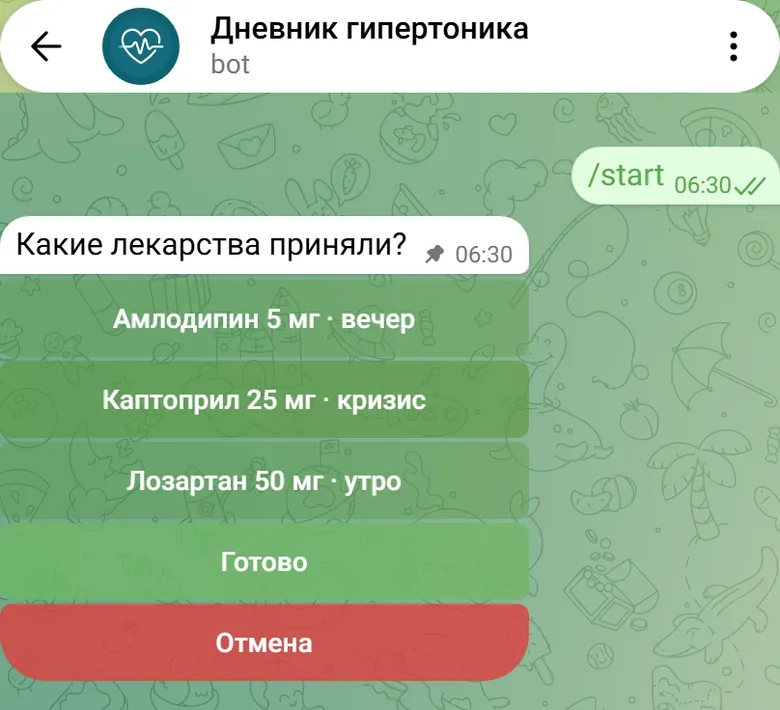 Дневник гипертоника
bot
/start 06:30
Какие лекарства приняли? 06:30
Амлодипин 5 мг · вечер
Каптоприл 25 мг · кризис
Лозартан 50 мг · утро
Готово
Отмена